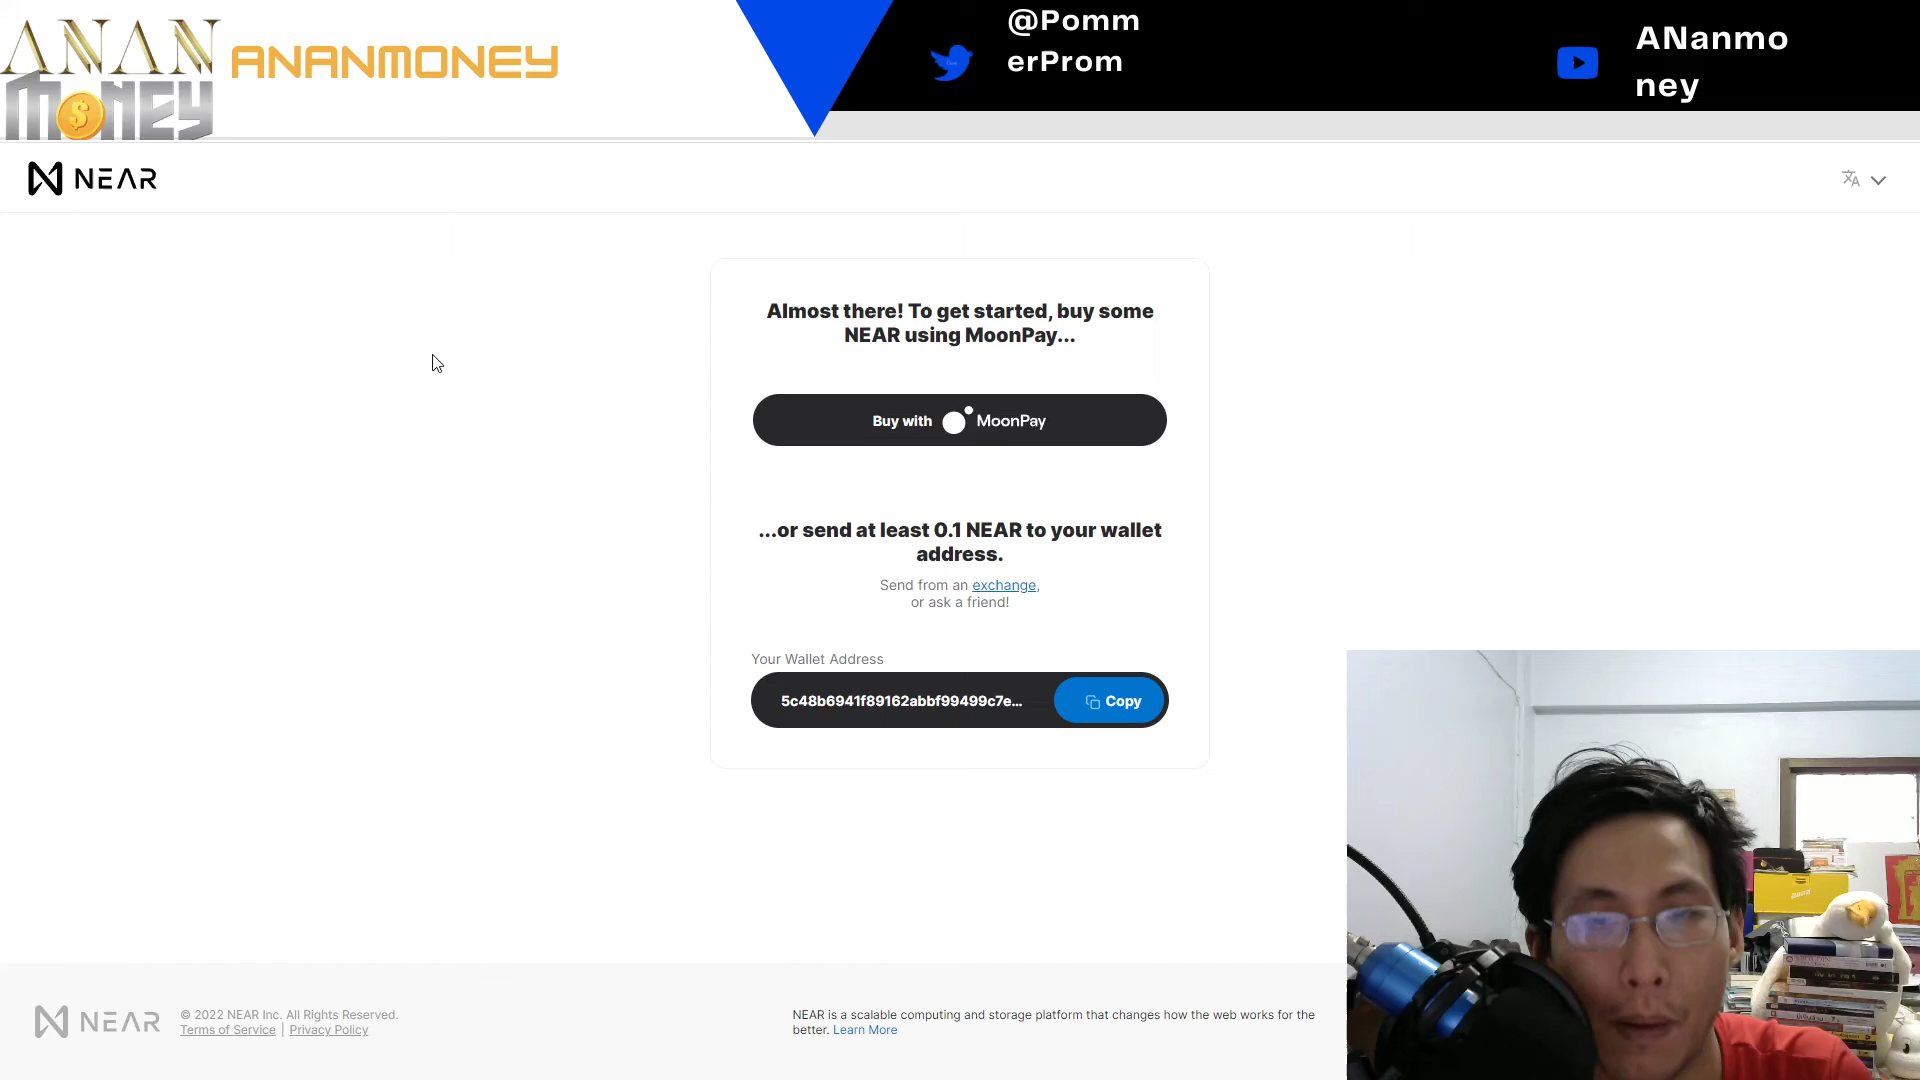 ANAN
MONEY
ANANMONEY
@Pomm
erProm
ANanmo
ney
NEAR
Almost there! To get started, buy some
NEAR using MoonPay...
Buy with MoonPay
...or send at least 0.1 NEAR to your wallet
address.
Send from an exchange,
or ask a friend!
Your Wallet Address
5c48b6941f89162abbf99499c7e...
Copy
NEAR
© 2022 NEAR Inc. All Rights Reserved.
Terms of Service | Privacy Policy
NEAR is a scalable computing and storage platform that changes how the web works for the
better. Learn More